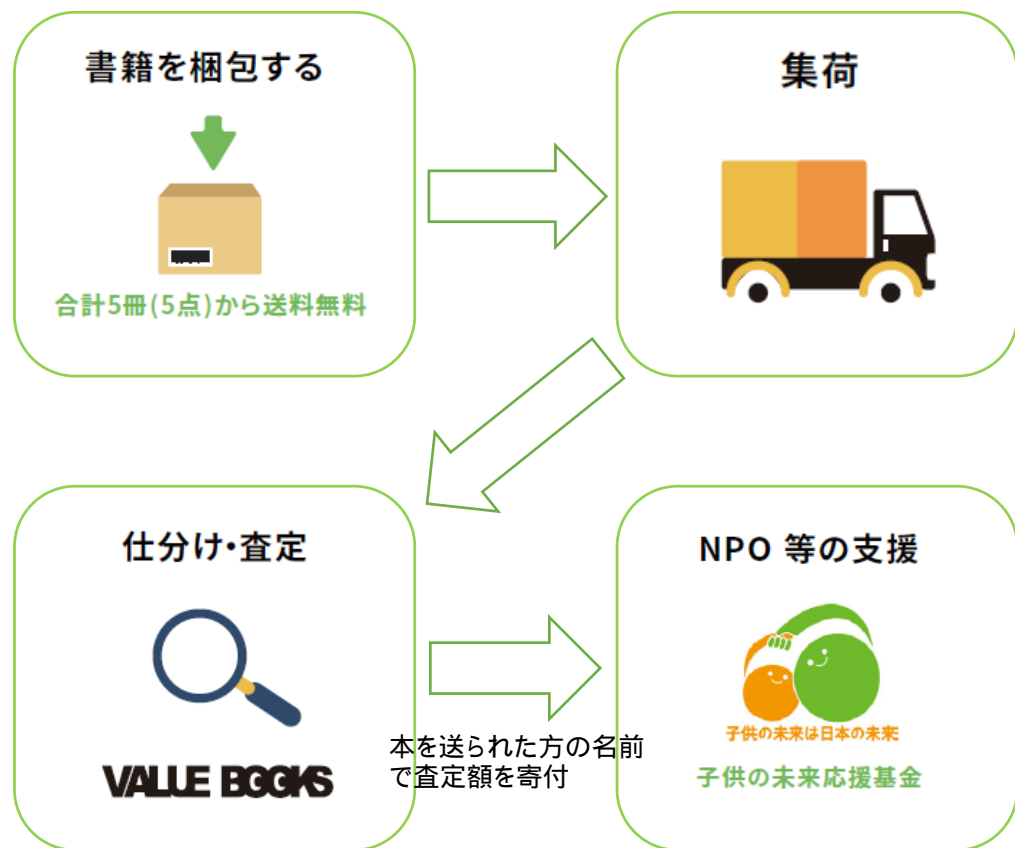 書籍を梱包する
合計5冊(5点)から送料無料
集荷
仕分け・査定
VALUE BOOKS
本を送られた方の名前
で査定額を寄付
NPO 等の支援
子供の未来は日本の未来
子供の未来応援基金